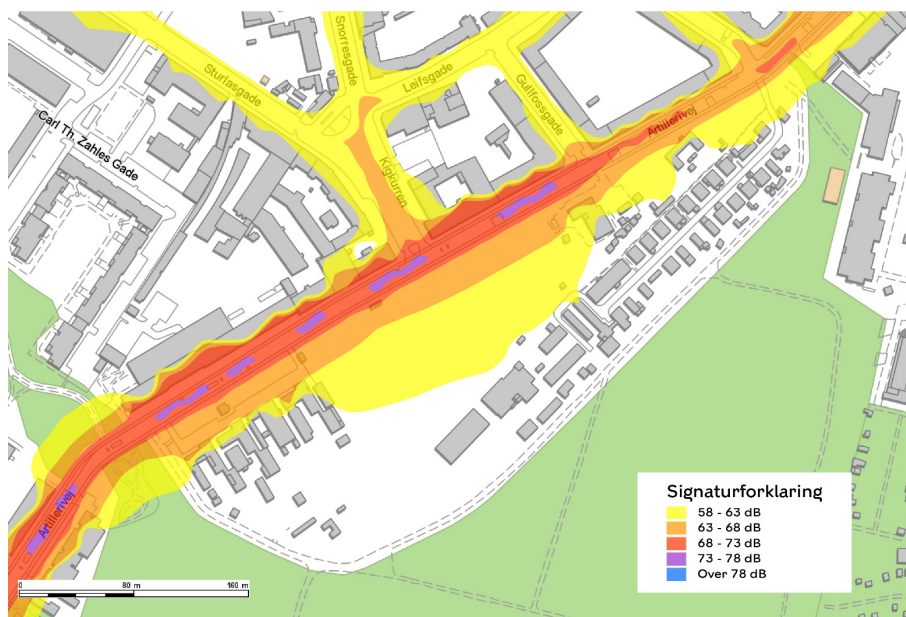 Snorresgade
Sturlasgade
Leifsgade
Gullfossgade
Carl Th. Zahles Gade
Kigkurren
Artillerivej
Artillerivej
Signaturforklaring
58 - 63 dB
63 - 68 dB
68 - 73 dB
73 - 78 dB
Over 78 dB
0 80 m 160 m